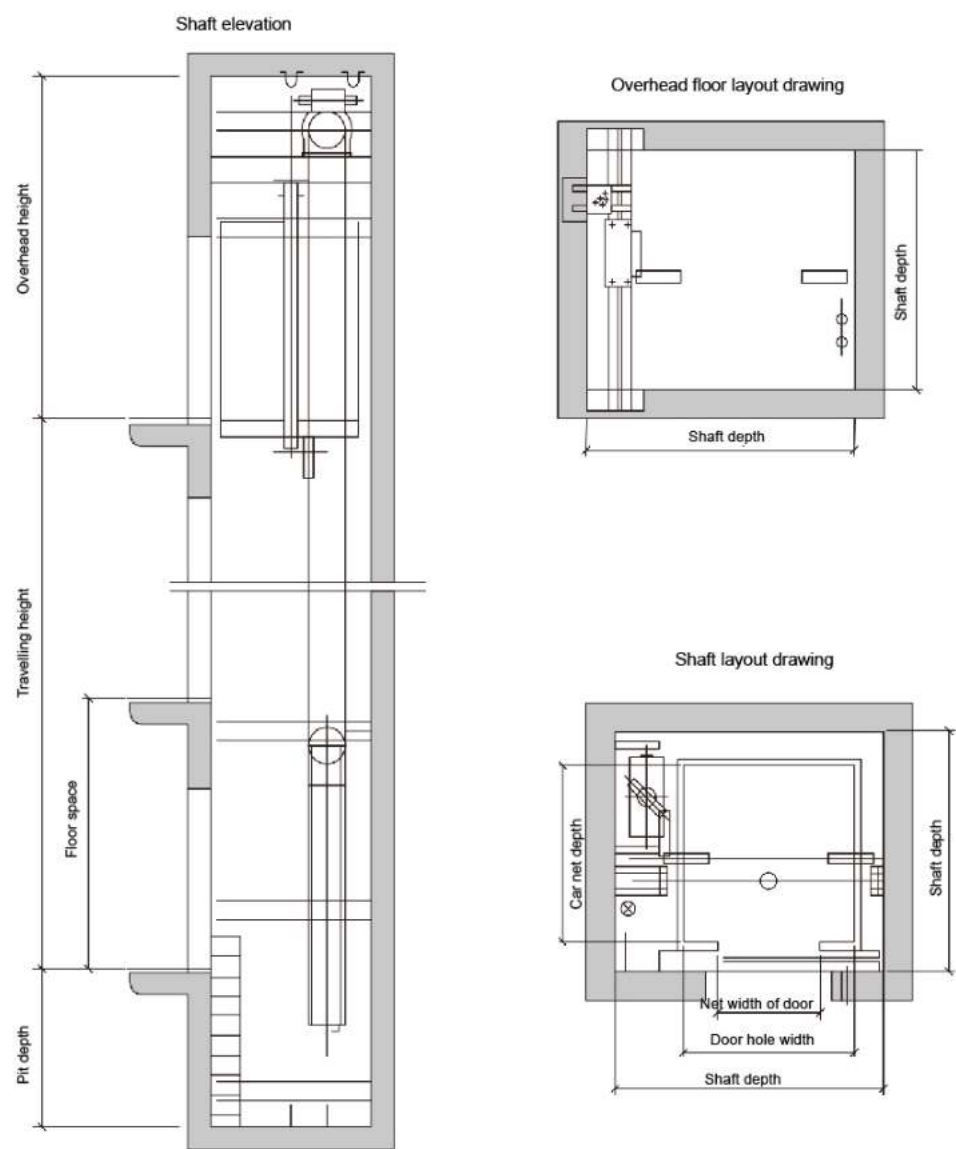 Shaft elevation
Overhead height
Travelling height
Floor space
Pit depth
Overhead floor layout drawing
Shaft depth
Shaft depth
Shaft layout drawing
Car net depth
Shaft depth
Net width of door
Door hole width
Shaft depth